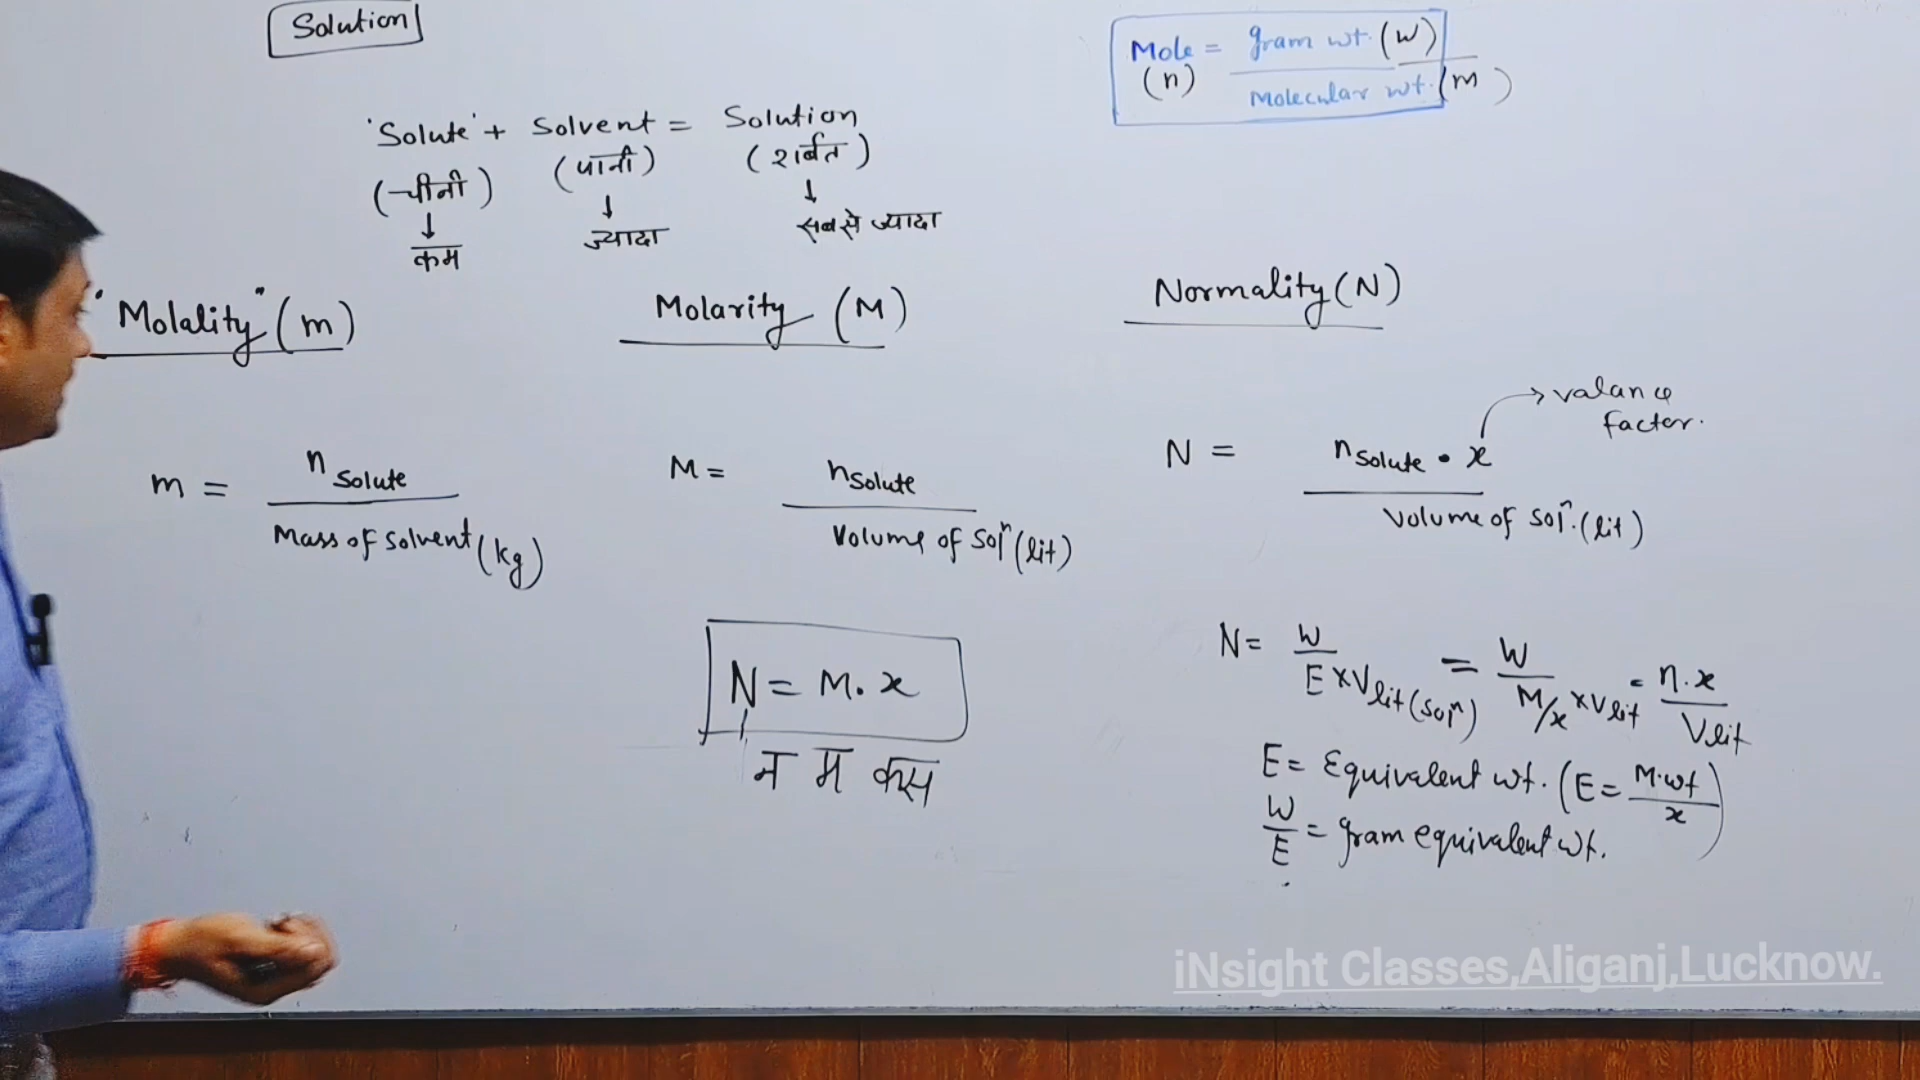 Solution
Mole = gram wt. (W)
(n) Molecular wt. (m)
'Solute' + Solvent = Solution
(चीनी) (पानी) (शर्बत)
↓ ↓ ↓
कम ज्यादा सबसे ज्यादा
"Molality" (m)
m = n solute
Mass of solvent (kg)
Molarity (M)
M = n solute
Volume of solⁿ (lit)
N = M . x
न म कस
Normality (N)
→ valance
factor.
N = n solute • x
Volume of solⁿ. (lit)
N = W = W = n.x
E x V lit (solⁿ) M/x x V lit V lit
E = Equivalent wt. (E = M.wt
x)
W = gram equivalent wt.
E
iNsight Classes,Aliganj,Lucknow.